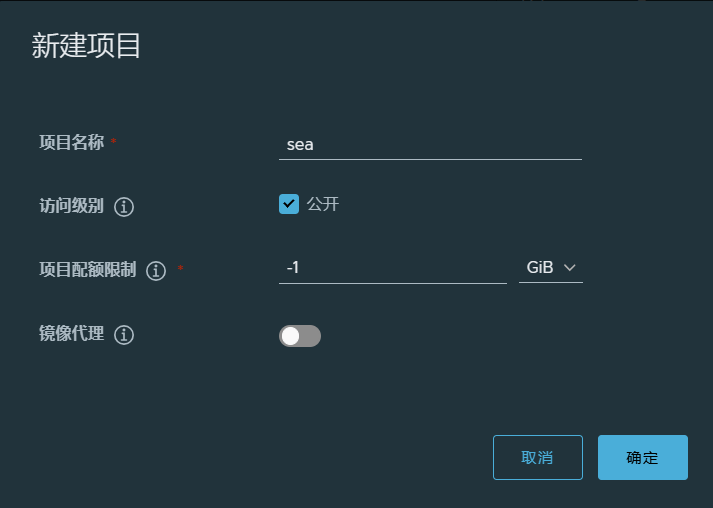 新建项目
项目名称 *
sea
访问级别
公开
项目配额限制 *
-1 GiB
镜像代理
取消 确定